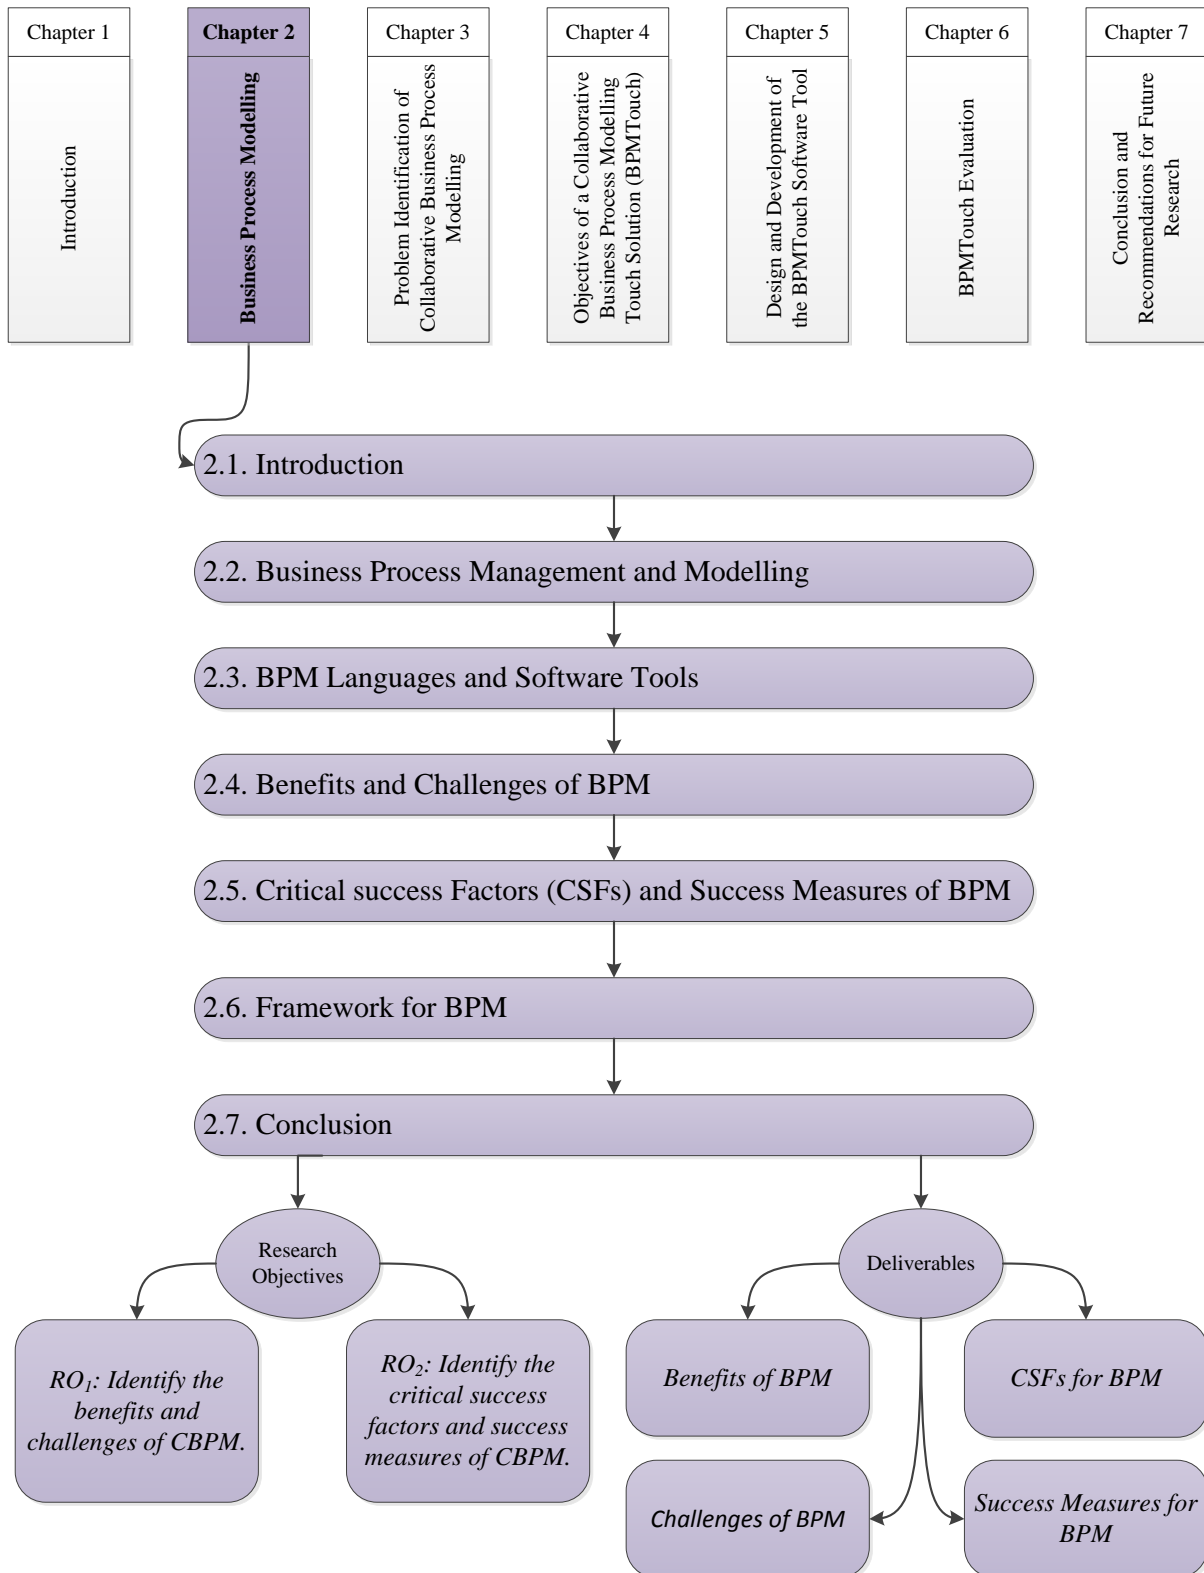 Chapter 1
Chapter 2
Chapter 3
Chapter 4
Chapter 5
Chapter 6
Chapter 7
Introduction
Business Process Modelling
Problem Identification of
Collaborative Business Process
Modelling
Objectives of a Collaborative
Business Process Modelling
Touch Solution (BPMTouch)
Design and Development of
the BPMTouch Software Tool
BPMTouch Evaluation
Conclusion and
Recommendations for Future
Research
2.1. Introduction
2.2. Business Process Management and Modelling
2.3. BPM Languages and Software Tools
2.4. Benefits and Challenges of BPM
2.5. Critical success Factors (CSFs) and Success Measures of BPM
2.6. Framework for BPM
2.7. Conclusion
Research
Objectives
Deliverables
RO1: Identify the
benefits and
challenges of CBPM.
RO2: Identify the
critical success
factors and success
measures of CBPM.
Benefits of BPM
CSFs for BPM
Challenges of BPM
Success Measures for
BPM